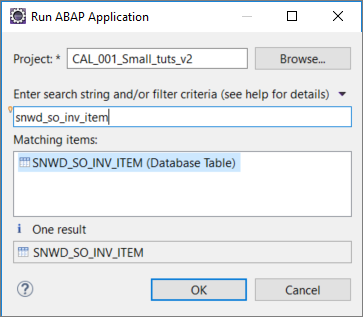 Run ABAP Application
Project: * CAL_001_Small_tuts_v2 Browse...
Enter search string and/or filter criteria (see help for details)
snwd_so_inv_item
Matching items:
SNWD_SO_INV_ITEM (Database Table)
i One result
SNWD_SO_INV_ITEM
? OK Cancel